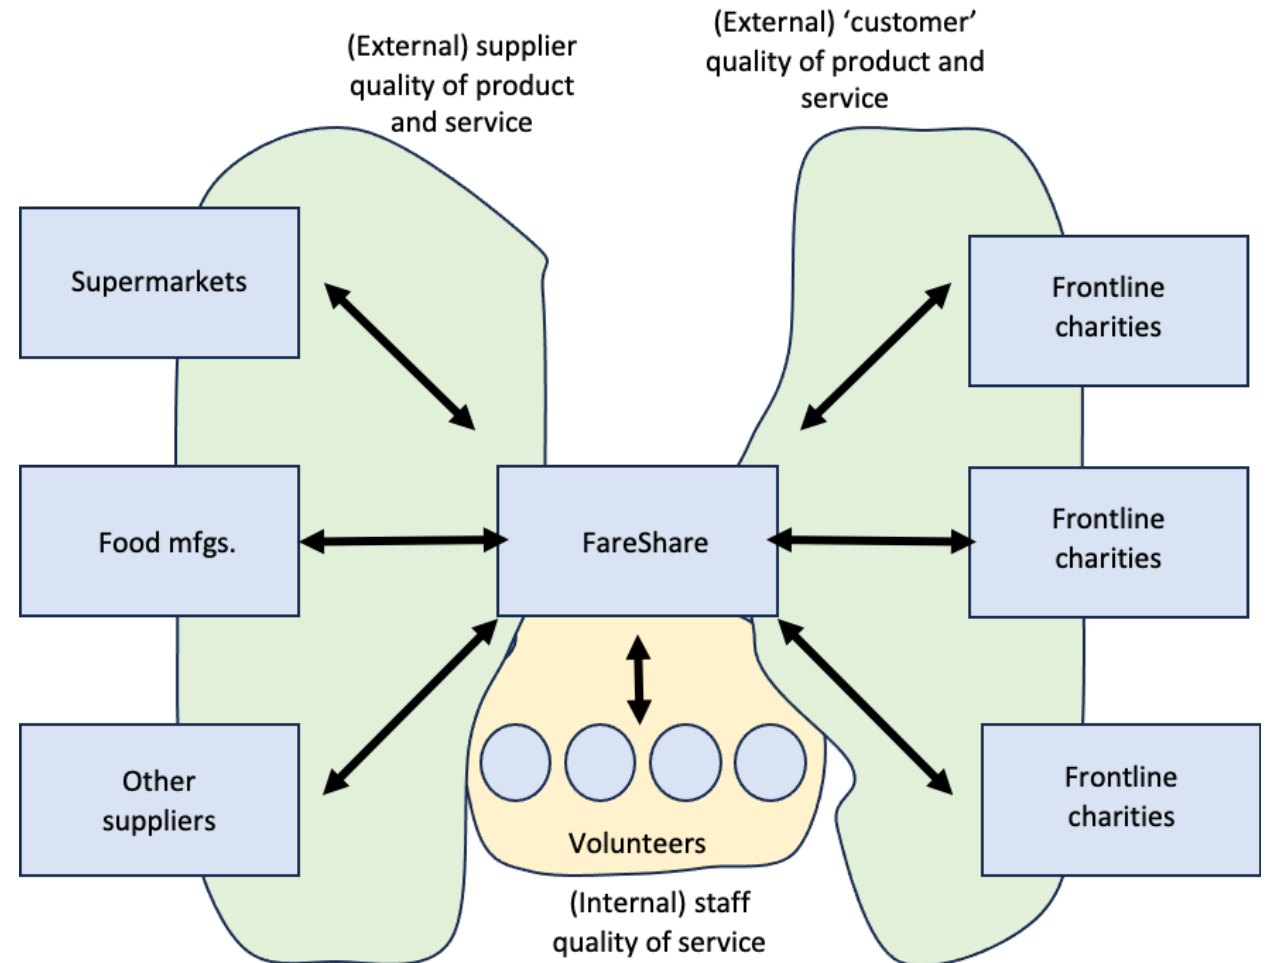 (External) supplier
quality of product
and service
(External) ‘customer’
quality of product and
service
Supermarkets
Frontline
charities
Food mfgs.
FareShare
Frontline
charities
Other
suppliers
Frontline
charities
Volunteers
(Internal) staff
quality of service